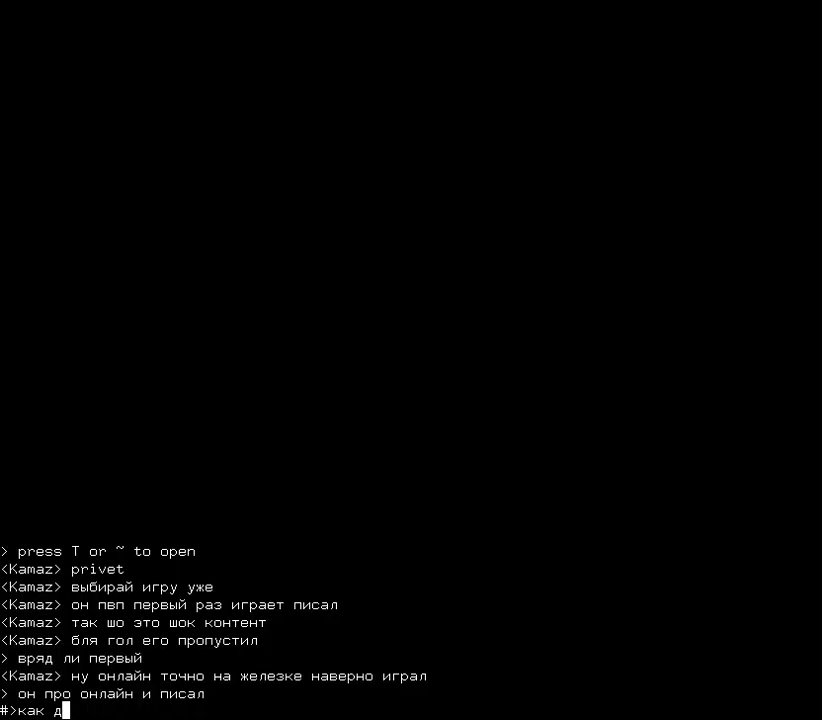 > press T or ~ to open
<Kamaz> privet
<Kamaz> выбирай игру уже
<Kamaz> он пвп первый раз играет писал
<Kamaz> так шо это шок контент
<Kamaz> бля гол его пропустил
> вряд ли первый
<Kamaz> ну онлайн точно на железке наверно играл
> он про онлайн и писал
#>как д